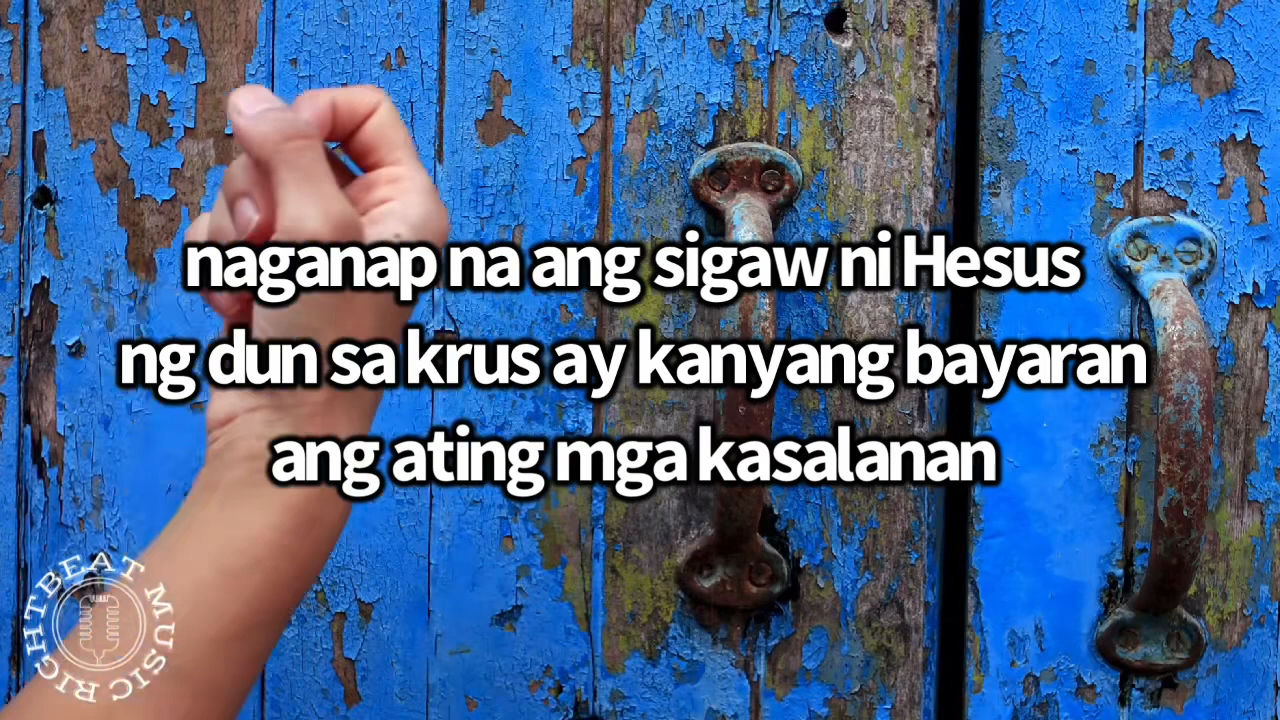 naganap na ang sigaw ni Hesus
ng dun sa krus ay kanyang bayaran
ang ating mga kasalanan
RIGHTBEAT MUSIC